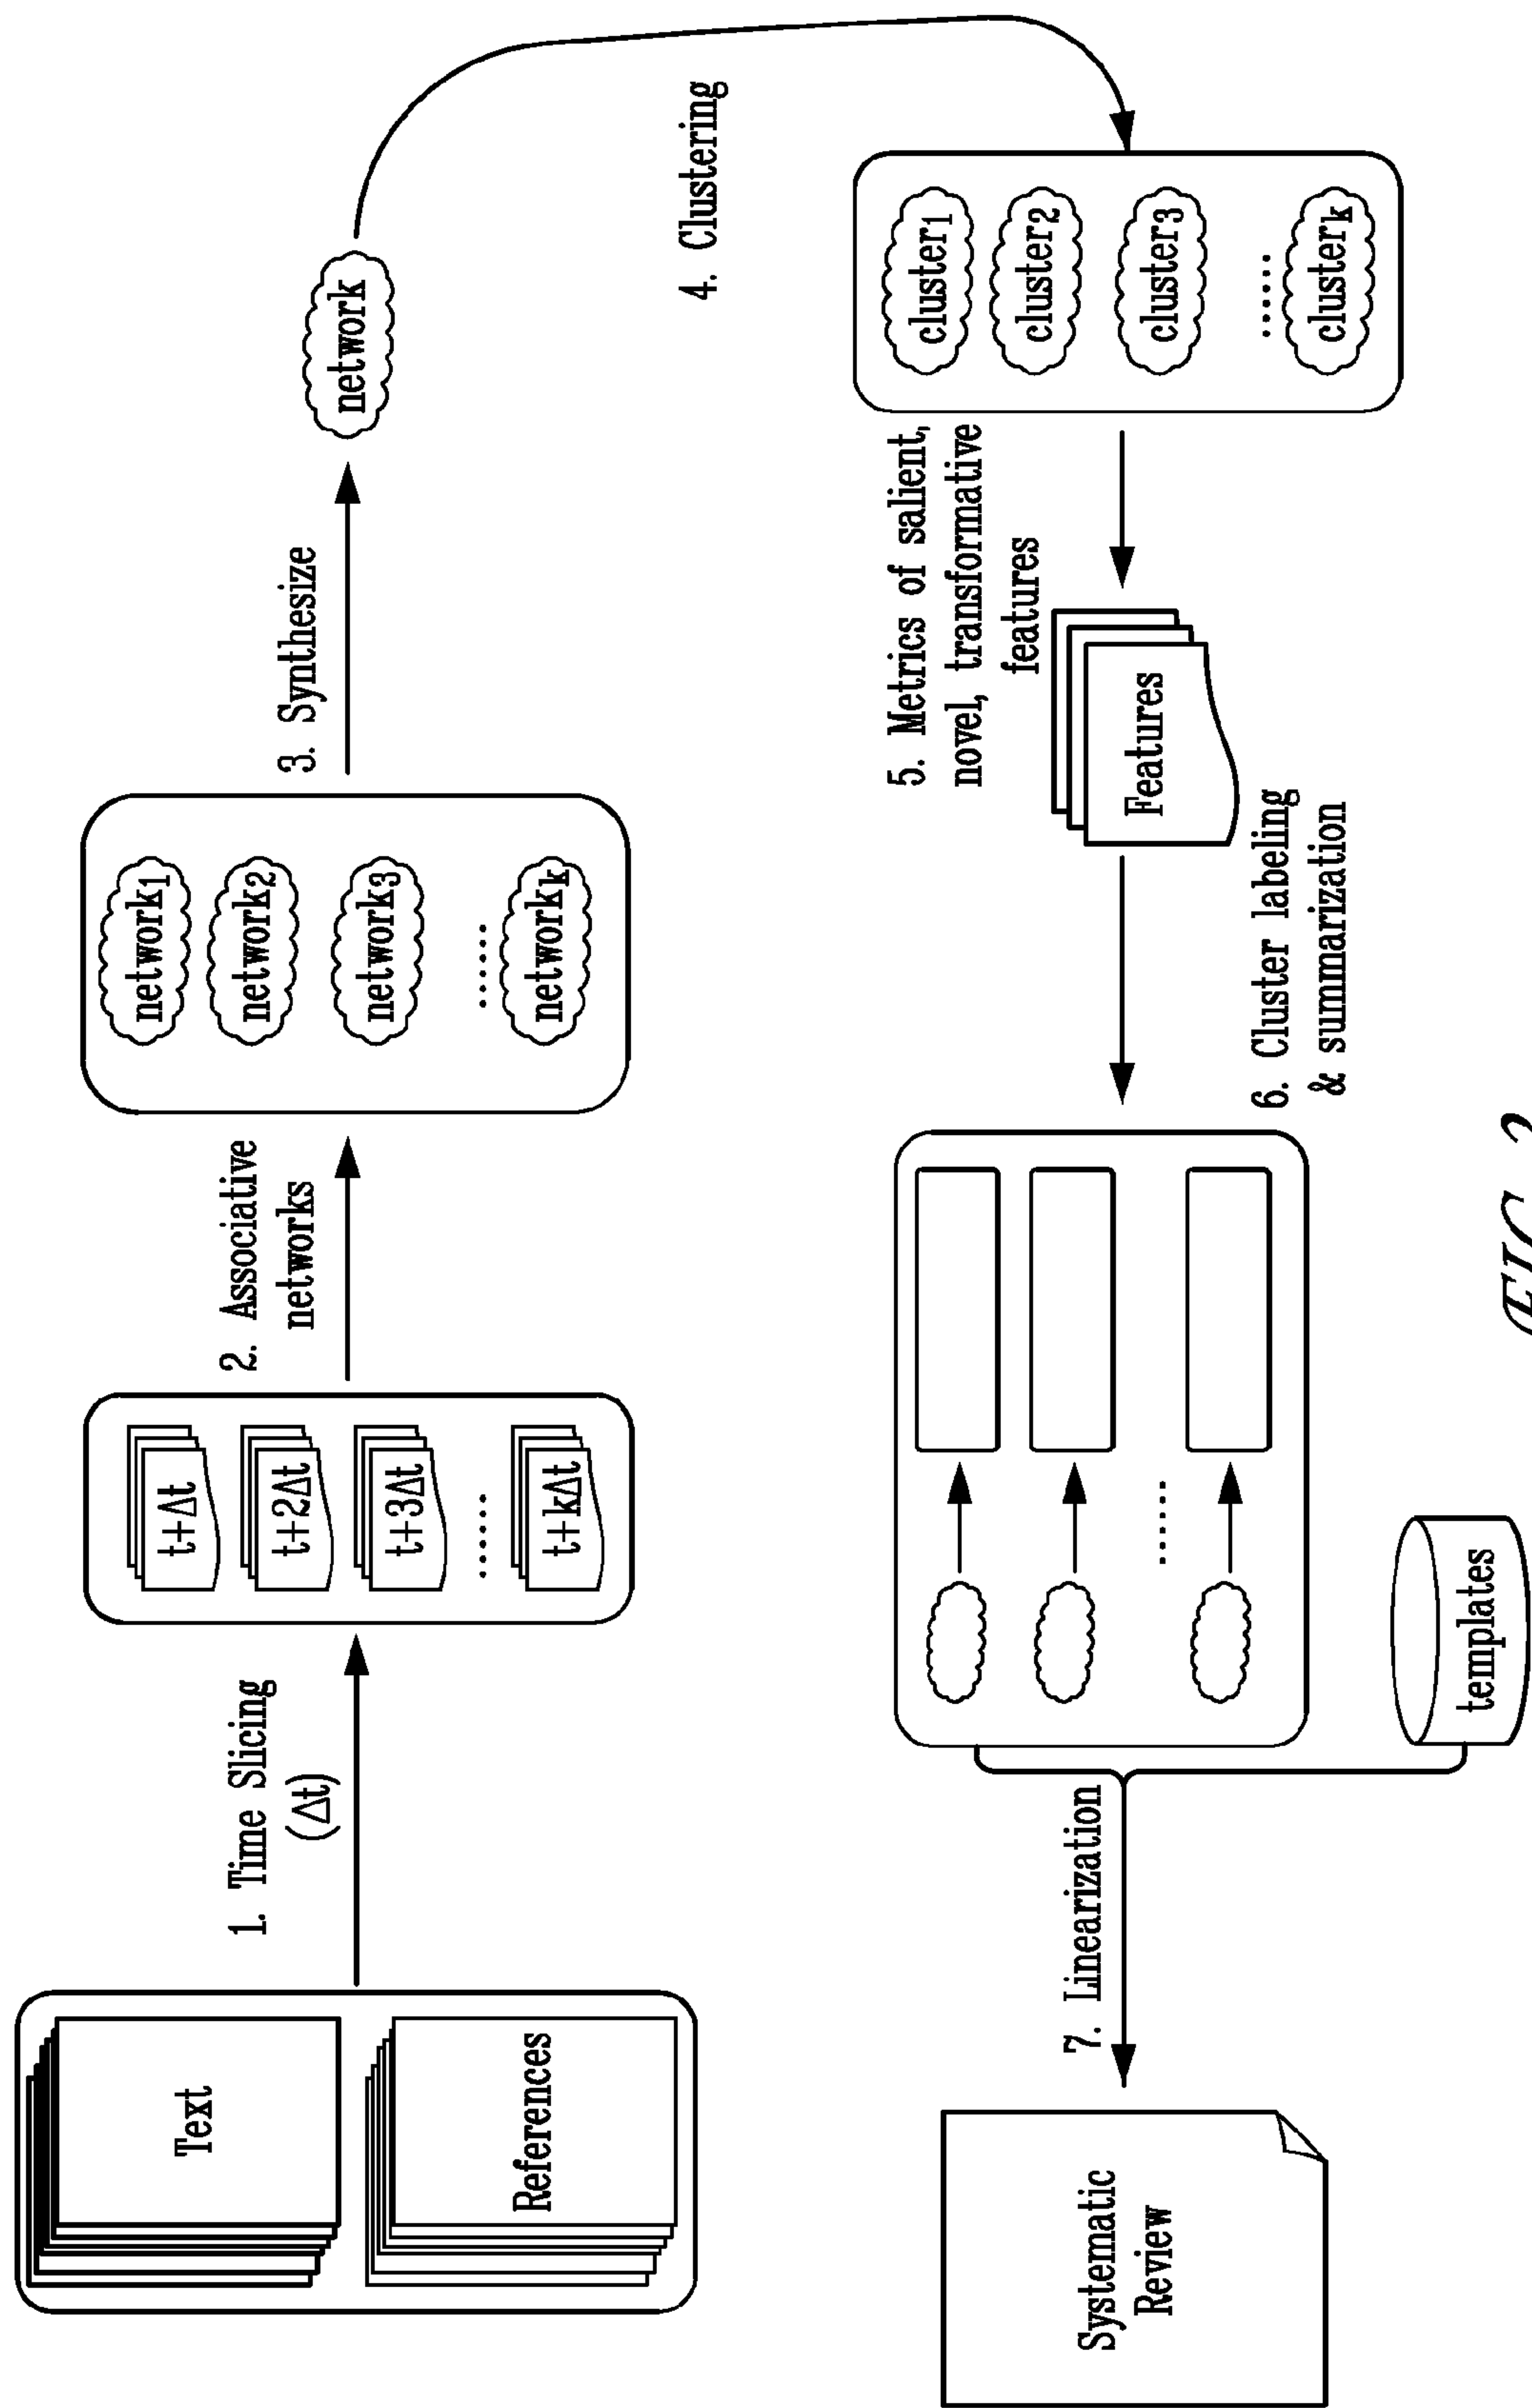 Text
References
1. Time Slicing
(Δt)
t+Δt
t+2Δt
t+3Δt
......
t+kΔt
2. Associative
networks
network1
network2
network3
......
networkk
3. Synthesize
network
4. Clustering
cluster1
cluster2
cluster3
......
clusterk
5. Metrics of salient,
novel, transformative
features
Features
6. Cluster labeling
& summarization
......
templates
7. Linearization
Systematic
Review
FIG. 2